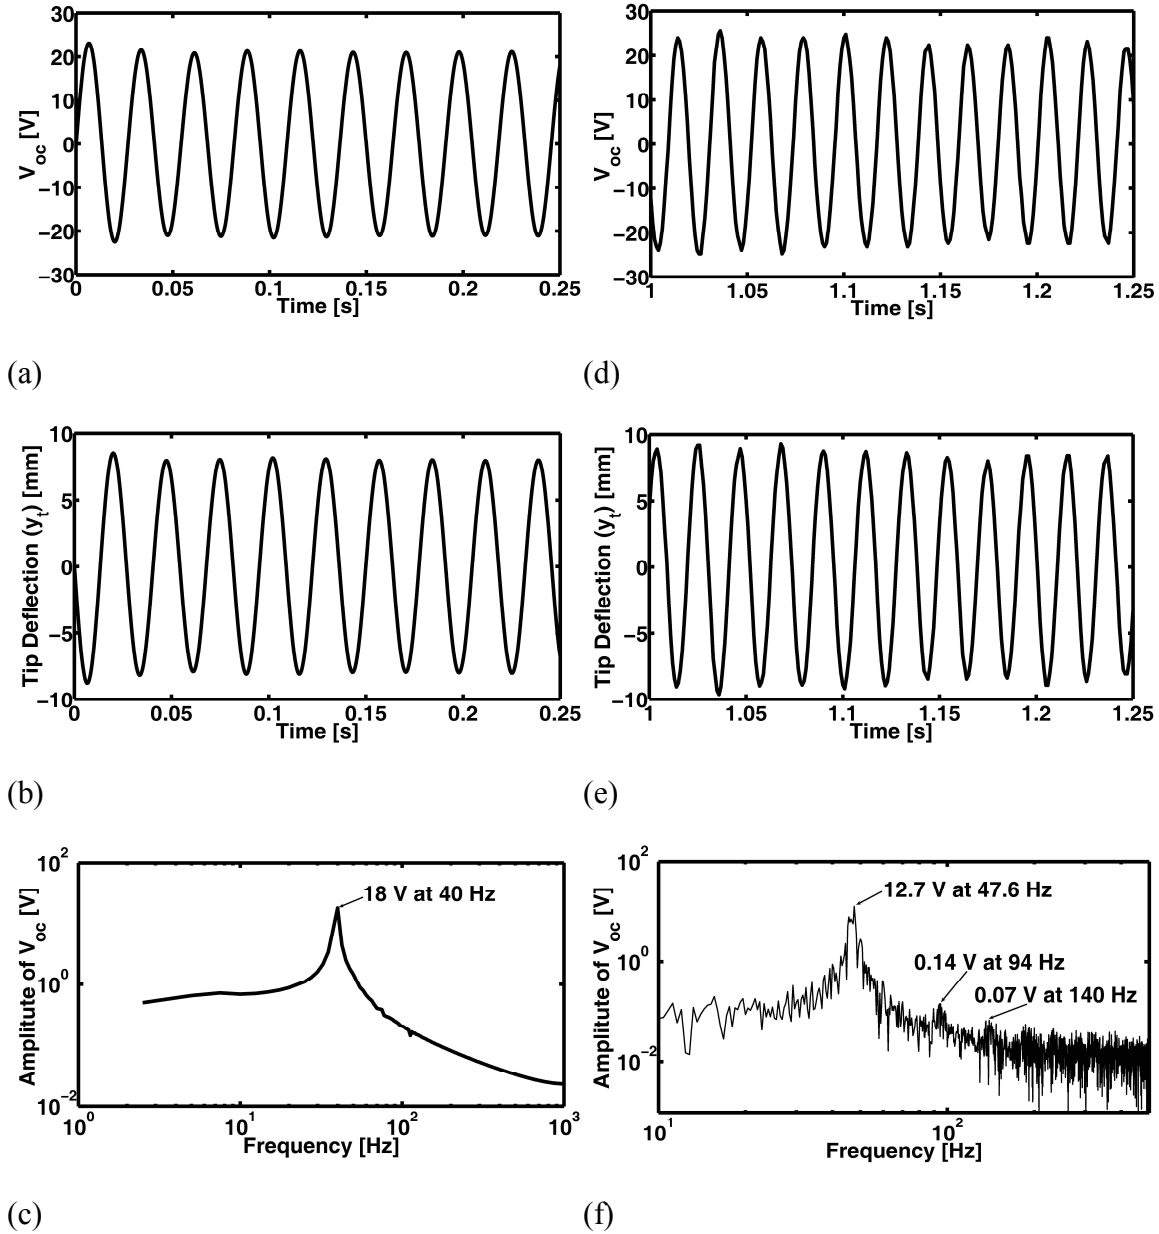 30
20
10
0
−10
−20
−30
V_oc [V]
0 0.05 0.1 0.15 0.2 0.25
Time [s]
(a)
30
20
10
0
−10
−20
−30
V_oc [V]
1 1.05 1.1 1.15 1.2 1.25
Time [s]
(d)
10
5
0
−5
−10
Tip Deflection (y_t) [mm]
0 0.05 0.1 0.15 0.2 0.25
Time [s]
(b)
10
5
0
−5
−10
Tip Deflection (y_t) [mm]
1 1.05 1.1 1.15 1.2 1.25
Time [s]
(e)
10^2
10^0
10^−2
Amplitute of V_oc [V]
18 V at 40 Hz
10^0 10^1 10^2 10^3
Frequency [Hz]
(c)
10^2
10^0
10^−2
Amplitute of V_oc [V]
12.7 V at 47.6 Hz
0.14 V at 94 Hz
0.07 V at 140 Hz
10^1 10^2
Frequency [Hz]
(f)